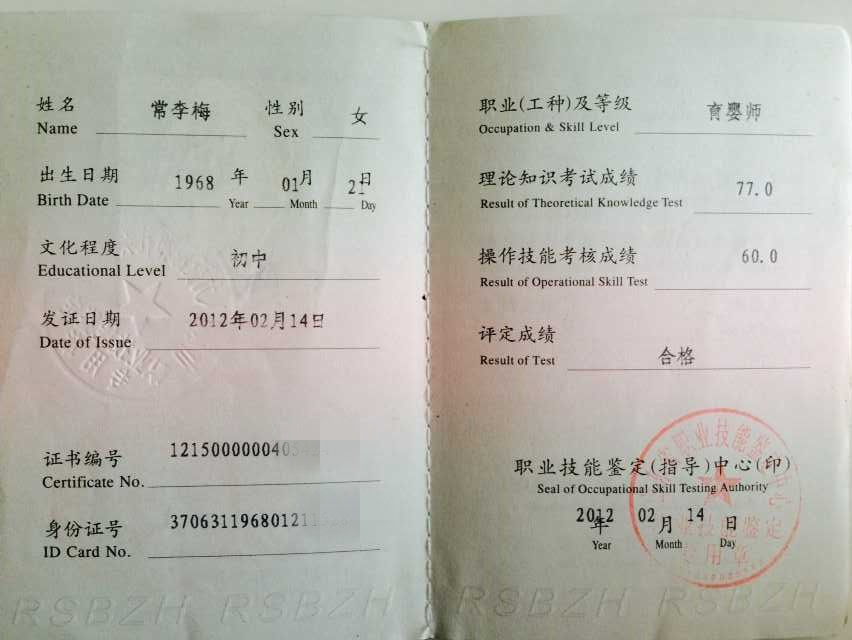 姓名 常李梅 性别 女
Name Sex
出生日期 1968 年 01 月 21 日
Birth Date Year Month Day
文化程度 初中
Educational Level
发证日期 2012年02月14日
Date of Issue
证书编号 121500000040
Certificate No.
身份证号 37063119680121
ID Card No.
RSBZH RSBZH
职业(工种)及等级 育婴师
Occupation & Skill Level
理论知识考试成绩 77.0
Result of Theoretical Knowledge Test
操作技能考核成绩 60.0
Result of Operational Skill Test
评定成绩
Result of Test 合格
职业技能鉴定(指导)中心(印)
Seal of Occupational Skill Testing Authority
2012 年 02 月 14 日
Year Month Day
职业技能鉴
业技能鉴定
专用章
RSBZH RSBZH